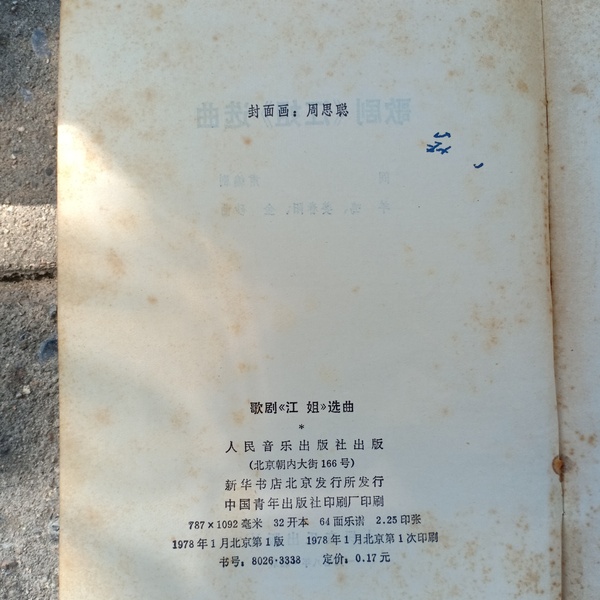 封面画：周思聪
歌剧《江姐》选曲
*
人民音乐出版社出版
（北京朝内大街166号）
新华书店北京发行所发行
中国青年出版社印刷厂印刷
787×1092毫米 32开本 64面乐谱 2.25印张
1978年1月北京第1版 1978年1月北京第1次印刷
书号：8026·3338 定价：0.17元